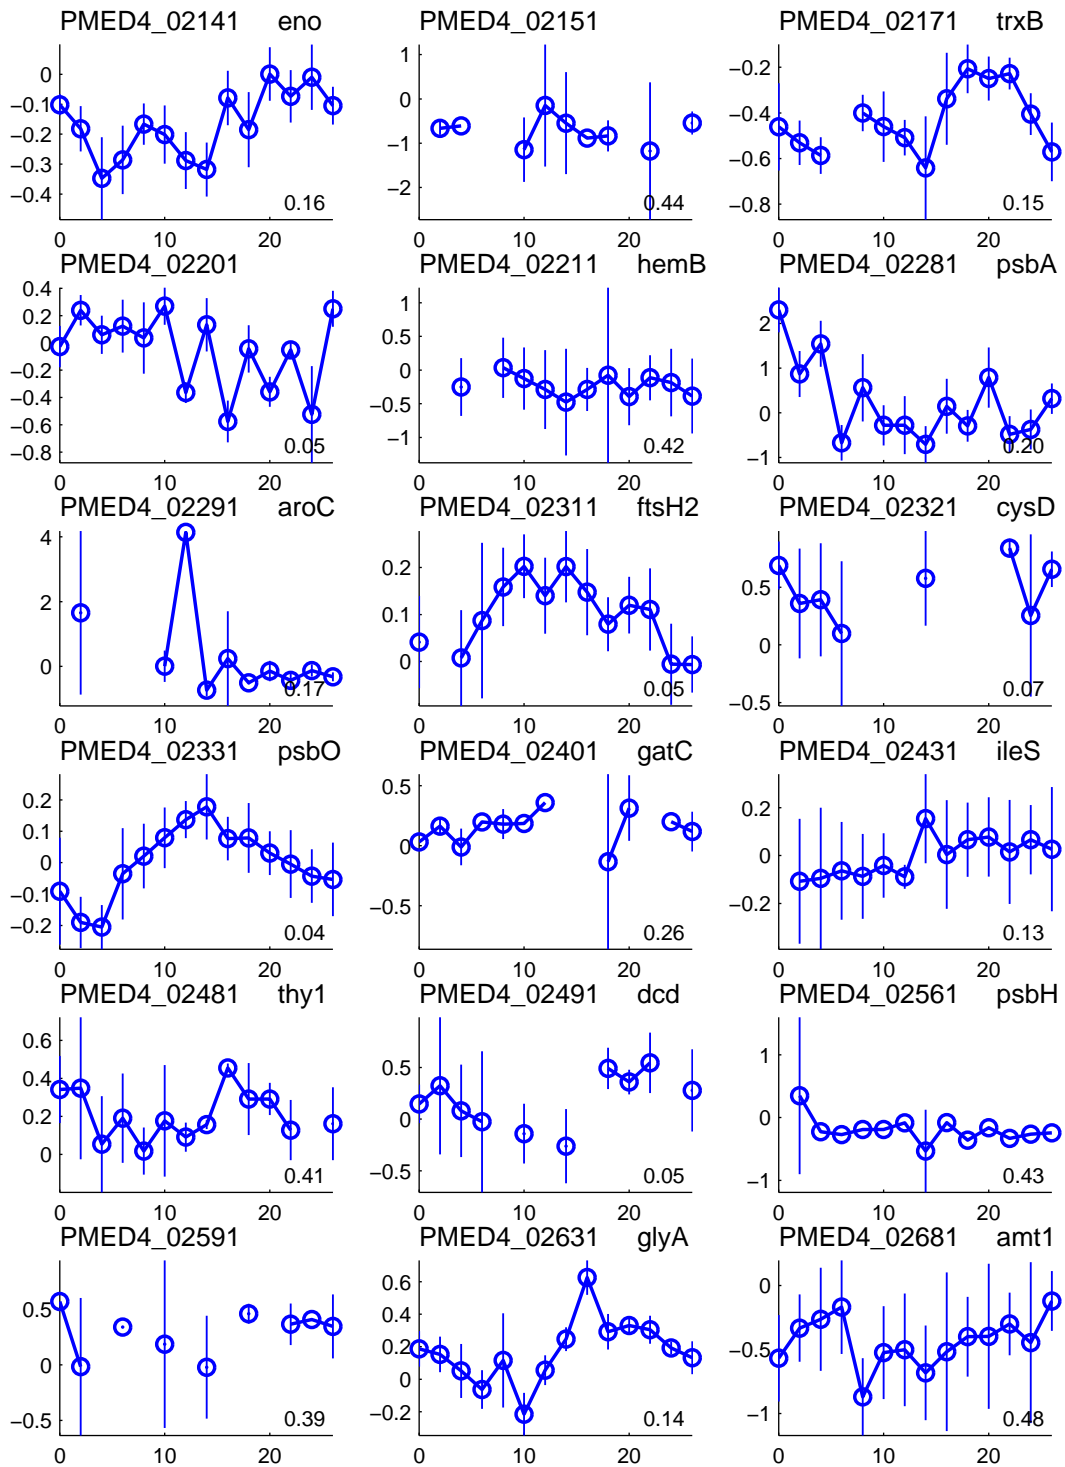 PMED4_02141 eno PMED4_02151 PMED4_02171 trxB
0 −0.1 −0.2 −0.3 −0.4 0.16 0 20
1 0 −1 −2 0.44 0 10 20
−0.2 −0.4 −0.6 −0.8 0.15 0 10 20
PMED4_02201 PMED4_02211 hemB PMED4_02281 psbA
0.4 0.2 0 −0.2 −0.4 −0.6 −0.8 0.05 0 20
1 0.5 0 −0.5 −1 0.42 0 10 20
2 1 0 −1 0.20 0 10 20
PMED4_02291 aroC PMED4_02311 ftsH2 PMED4_02321 cysD
4 2 0 0.17 0 20
0.2 0.1 0 0.05 0 10 20
0.5 0 −0.5 0.07 0 10 20
PMED4_02331 psbO PMED4_02401 gatC PMED4_02431 ileS
0.2 0.1 0 −0.1 −0.2 0.04 0 20
0.5 0 −0.5 0.26 0 10 20
0.2 0 −0.2 0.13 0 10 20
PMED4_02481 thy1 PMED4_02491 dcd PMED4_02561 psbH
0.6 0.4 0.2 0 0.41 0 20
0.5 0 −0.5 0.05 0 10 20
1 0 −1 0.43 0 10 20
PMED4_02591 PMED4_02631 glyA PMED4_02681 amt1
0.5 0 −0.5 0.39 0 20
0.6 0.4 0.2 0 −0.2 0.14 0 10 20
0 −0.5 −1 0.48 0 10 20